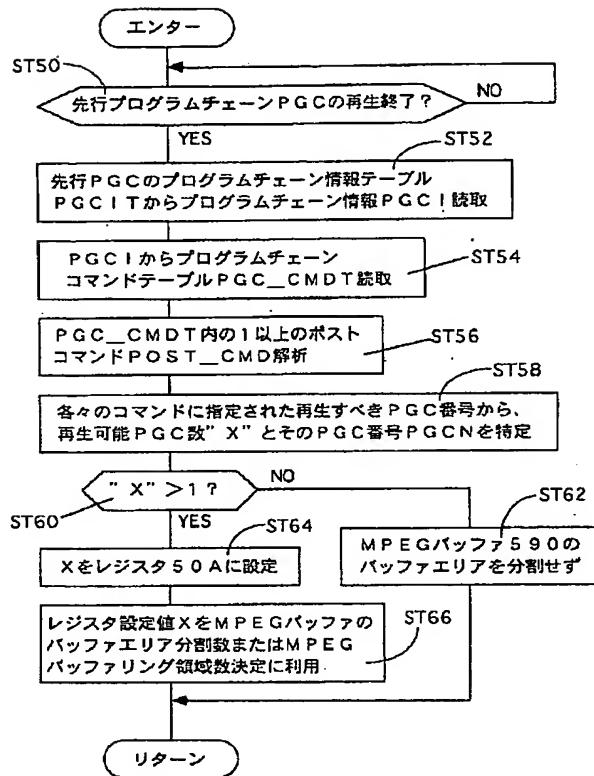 エンター
ST50
先行プログラムチェーンPGCの再生終了?
NO
YES
ST52
先行PGCのプログラムチェーン情報テーブル
PGCITからプログラムチェーン情報PGCI読取
ST54
PGCIからプログラムチェーン
コマンドテーブルPGC__CMDT読取
ST56
PGC__CMDT内の1以上のポスト
コマンドPOST__CMD解析
ST58
各々のコマンドに指定された再生すべきPGC番号から、
再生可能PGC数"X"とそのPGC番号PGCNを特定
"X">1?
NO
ST60
YES
ST62
MPEGバッファ590の
バッファエリアを分割せず
ST64
Xをレジスタ50Aに設定
レジスタ設定値XをMPEGバッファの
バッファエリア分割数またはMPEG
バッファリング領域数決定に利用
ST66
リターン